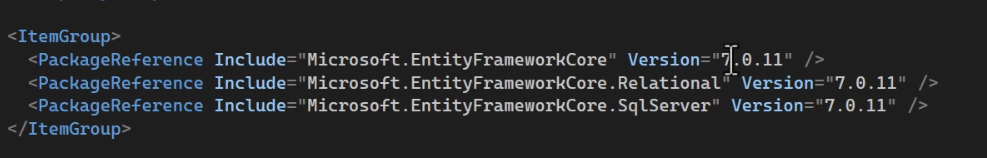 <ItemGroup>
<PackageReference Include="Microsoft.EntityFrameworkCore" Version="7.0.11" />
<PackageReference Include="Microsoft.EntityFrameworkCore.Relational" Version="7.0.11" />
<PackageReference Include="Microsoft.EntityFrameworkCore.SqlServer" Version="7.0.11" />
</ItemGroup>